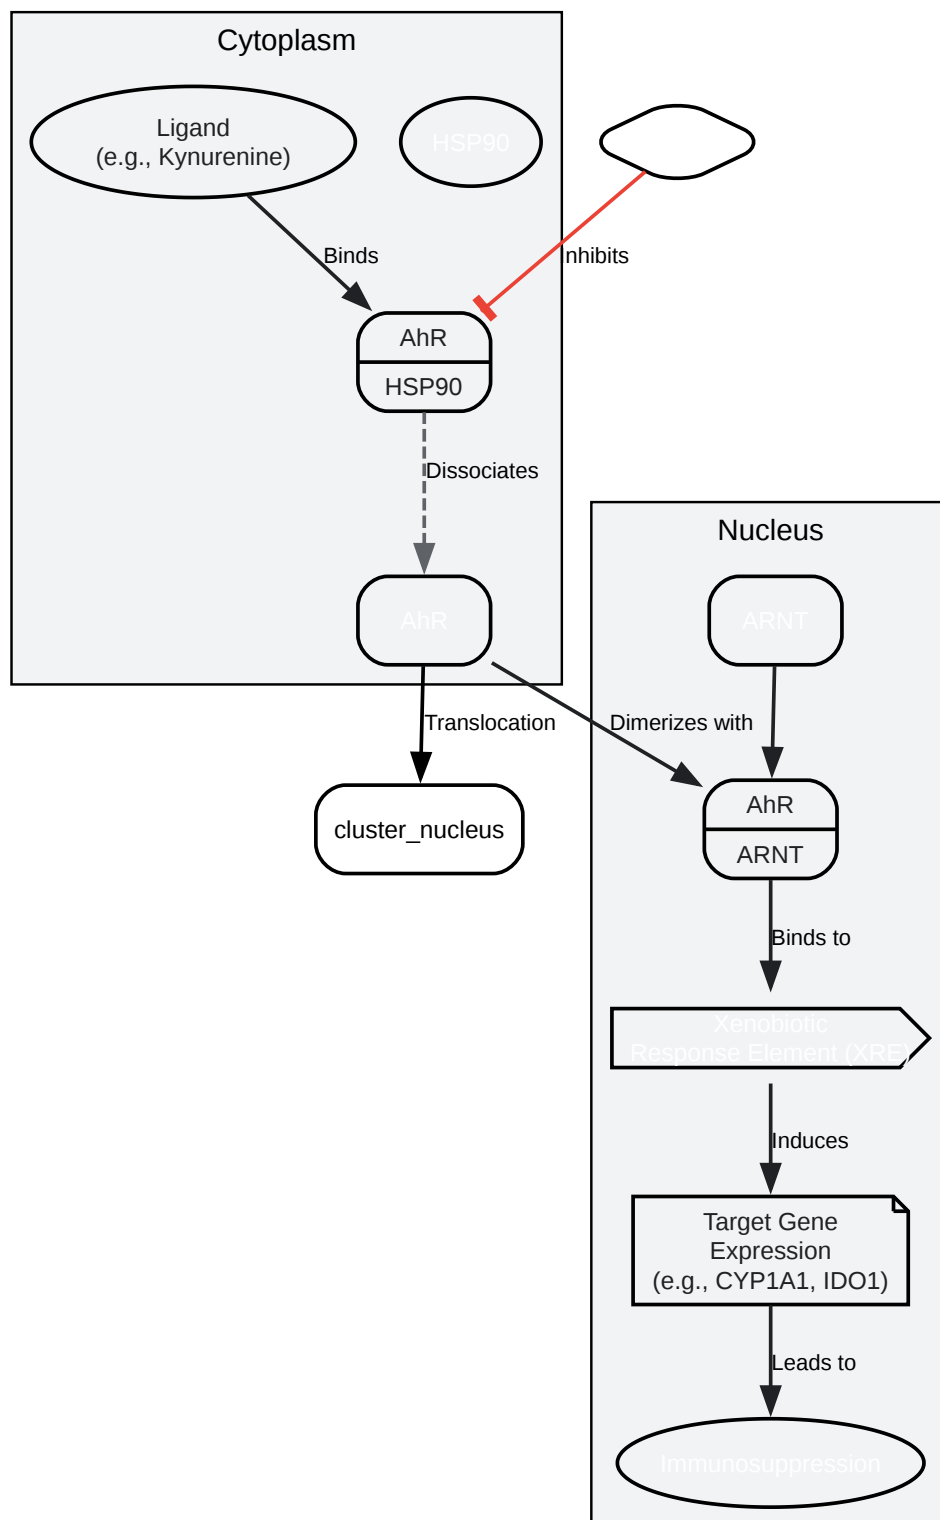 Cytoplasm
Ligand
(e.g., Kynurenine)
HSP90
Binds
nhibits
AhR
HSP90
Dissociates
Nucleus
AhR
ARNT
Translocation
Dimerizes with
AhR
ARNT
cluster_nucleus
Binds to
Xenobiotic
Response Element (XRE)
Induces
Target Gene
Expression
(e.g., CYP1A1, IDO1)
Leads to
Immunosuppression